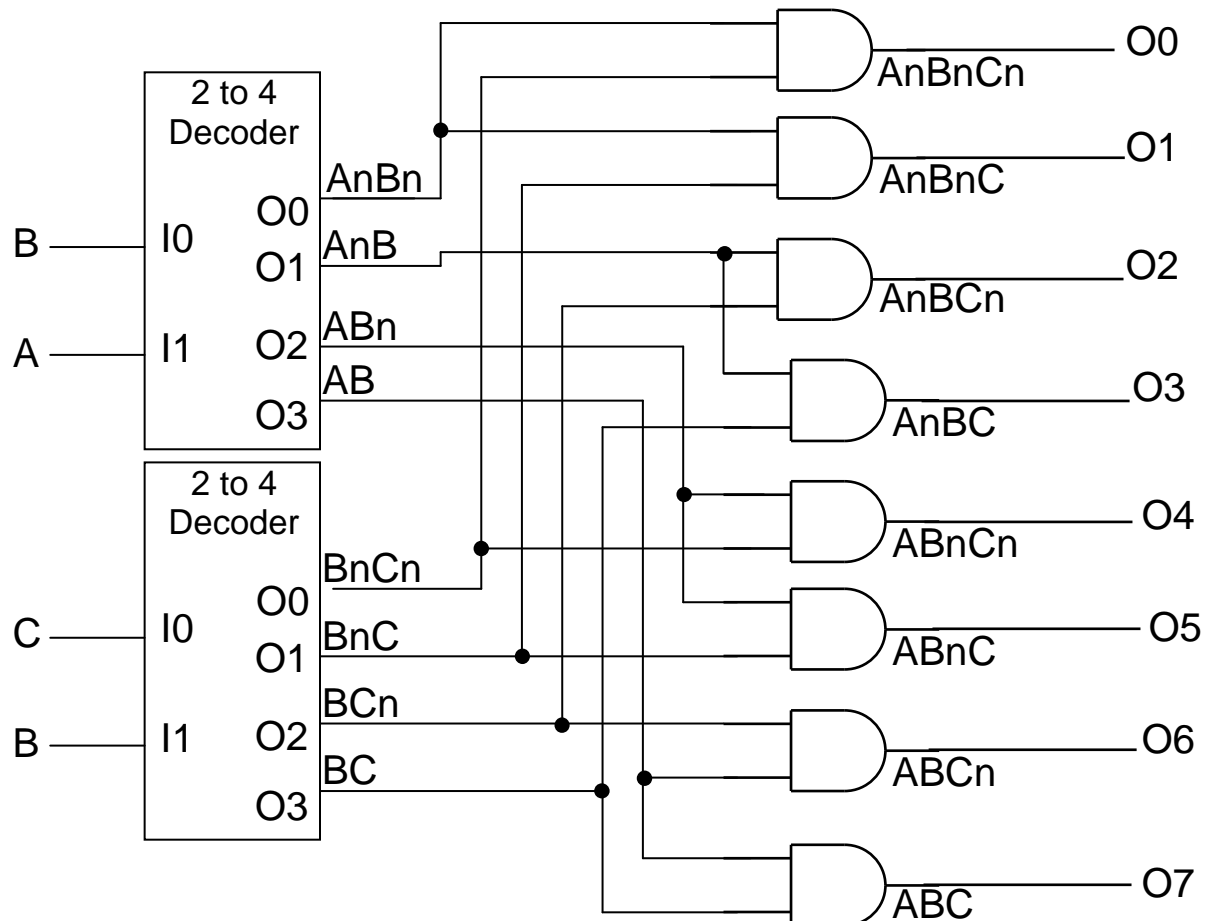 2 to 4
Decoder
B
A
I0
I1
O0
O1
O2
O3
AnBn
AnB
ABn
AB
2 to 4
Decoder
C
B
I0
I1
O0
O1
O2
O3
BnCn
BnC
BCn
BC
AnBnCn
O0
AnBnC
O1
AnBCn
O2
AnBC
O3
ABnCn
O4
ABnC
O5
ABCn
O6
ABC
O7